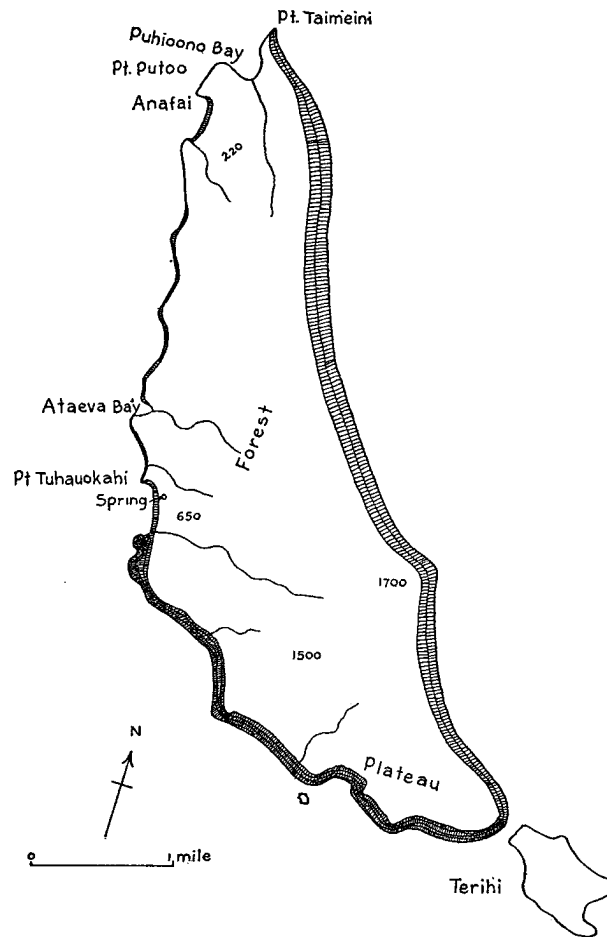 Pt. Taimeini
Puhioono Bay
Pt. Putoo
Anafai
220
Ataeva Bay
Forest
Pt Tuhauokahi
Spring
650
1700
1500
N
Plateau
0 1 mile
Terihi